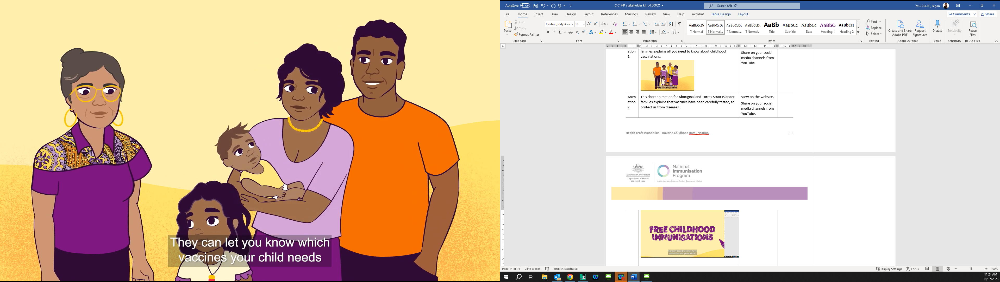 They can let you know which
vaccines your child needs
AutoSave Off
CIC_HP_stakeholder kit_v4.DOCX
Search (Alt+Q)
MCGRATH, Tegan
File Home Insert Draw Design Layout References Mailings Review View Help Acrobat Table Design Layout
Comments Share
Paste
Cut
Copy
Format Painter
Clipboard
Calibri (Body Asia 11
Font
Paragraph
AaBbCcDc AaBbCcDc AaBbCcDc AaBbCcDc AaBb AaBbCc AaBbCc AaBbC AaBbCcD
¶ Normal ¶ Normal... ¶ Normal... ¶ Normal... Title Subtitle Date Heading 1 Heading 2
Styles
Find
Replace
Select
Editing
Create and Share
Adobe PDF
Request
Signatures
Adobe Acrobat
Dictate
Voice
Sensitivity
Sensitivity
Reuse
Files
Reuse Files
ation
1
families explains all you need to know about childhood
vaccinations.
Share on your social
media channels from
YouTube.
Anim
ation
2
This short animation for Aboriginal and Torres Strait Islander
families explains that vaccines have been carefully tested, to
protect us from diseases.
View on the website.
Share on your social
media channels from
YouTube.
Health professionals kit – Routine Childhood Immunisation 11
Australian Government
Department of Health
and Aged Care
National
Immunisation
Program
A joint Australian, State and Territory Government Initiative
FREE CHILDHOOD
IMMUNISATIONS
Carefully tested vaccines have
meant that over generations,
Page 14 of 16 2145 words English (Australia)
Display Settings Focus 100%
11:24 AM
18/07/2023